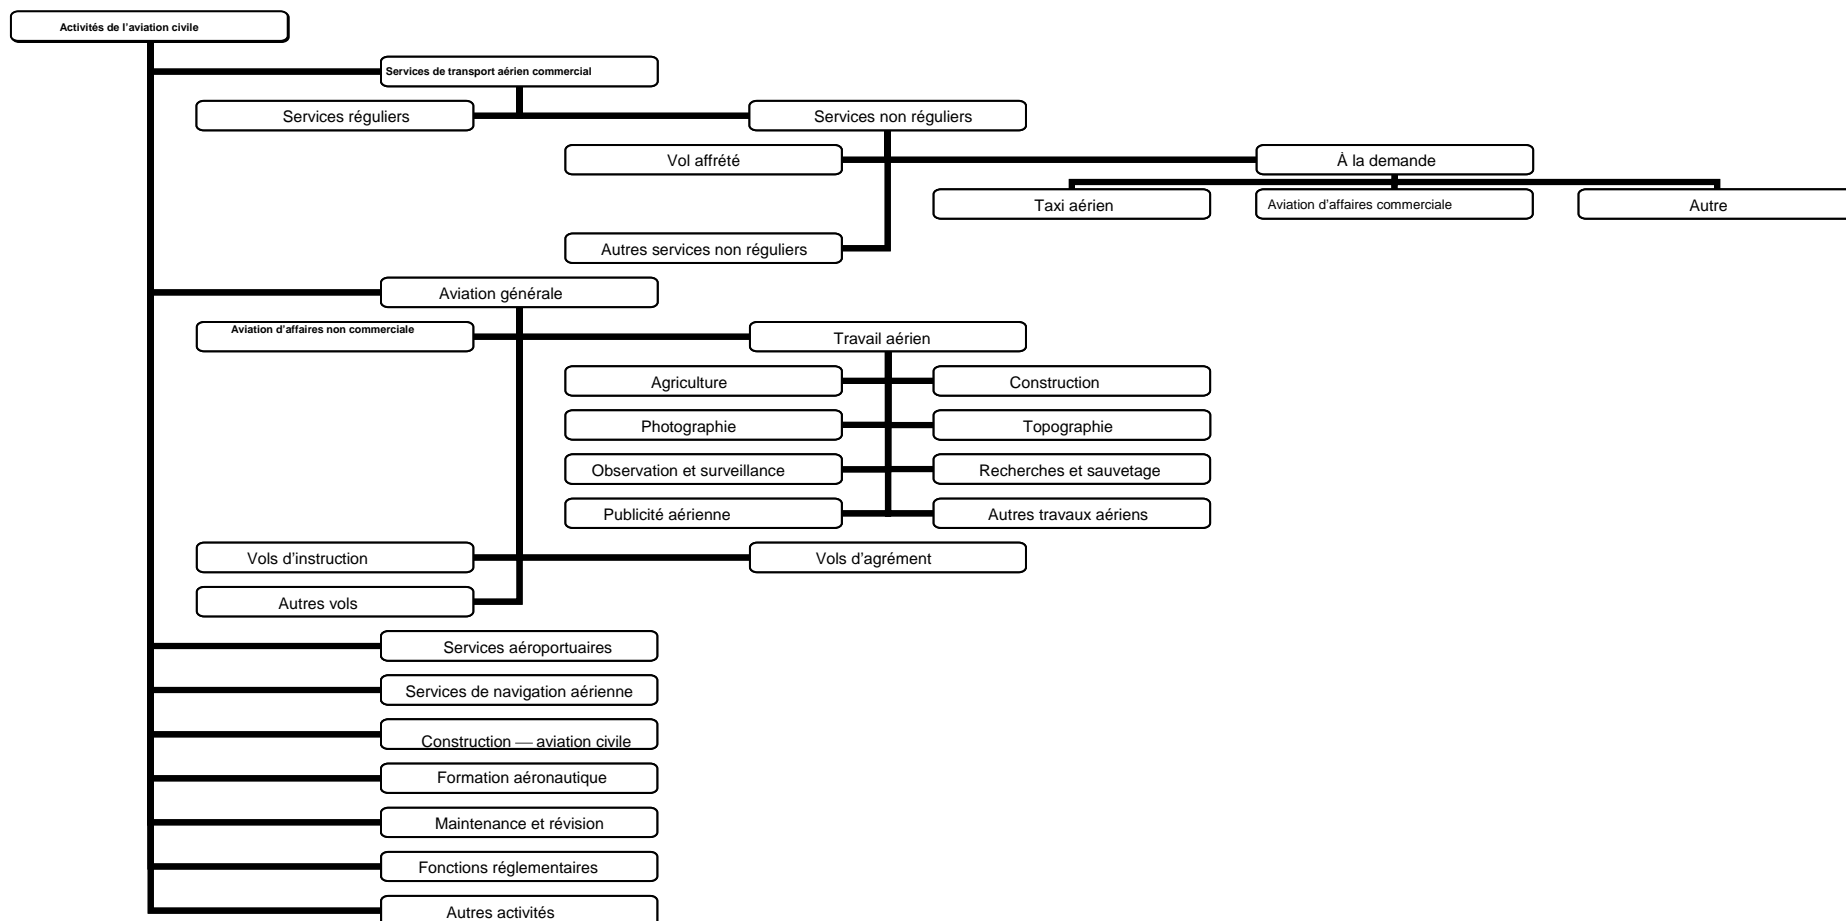 Activités de l’aviation civile
Services de transport aérien commercial
Services réguliers
Services non réguliers
Vol affrété
À la demande
Taxi aérien
Aviation d’affaires commerciale
Autre
Autres services non réguliers
Aviation générale
Aviation d’affaires non commerciale
Travail aérien
Agriculture
Construction
Photographie
Topographie
Observation et surveillance
Recherches et sauvetage
Publicité aérienne
Autres travaux aériens
Vols d’instruction
Vols d’agrément
Autres vols
Services aéroportuaires
Services de navigation aérienne
Construction — aviation civile
Formation aéronautique
Maintenance et révision
Fonctions réglementaires
Autres activités